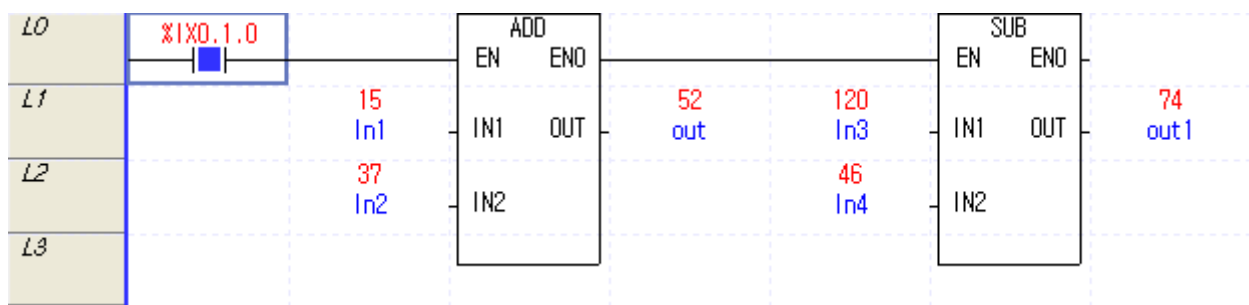 L0 %IX0.1.0 ADD SUB
EN ENO EN ENO
L1 15 52 120 74
In1 IN1 OUT out In3 IN1 OUT out1
L2 37 46
In2 IN2 In4 IN2
L3